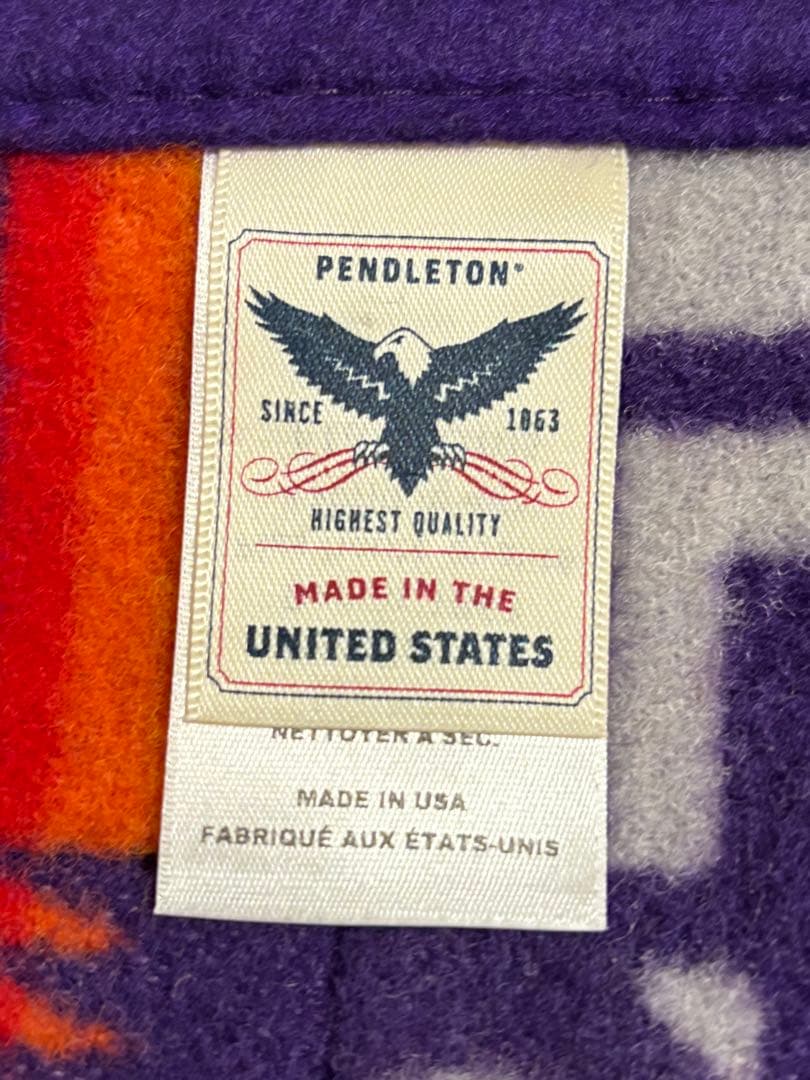 PENDLETON®
SINCE 1863
HIGHEST QUALITY
MADE IN THE
UNITED STATES
NETTOYER A SEC.
MADE IN USA
FABRIQUÉ AUX ÉTATS-UNIS